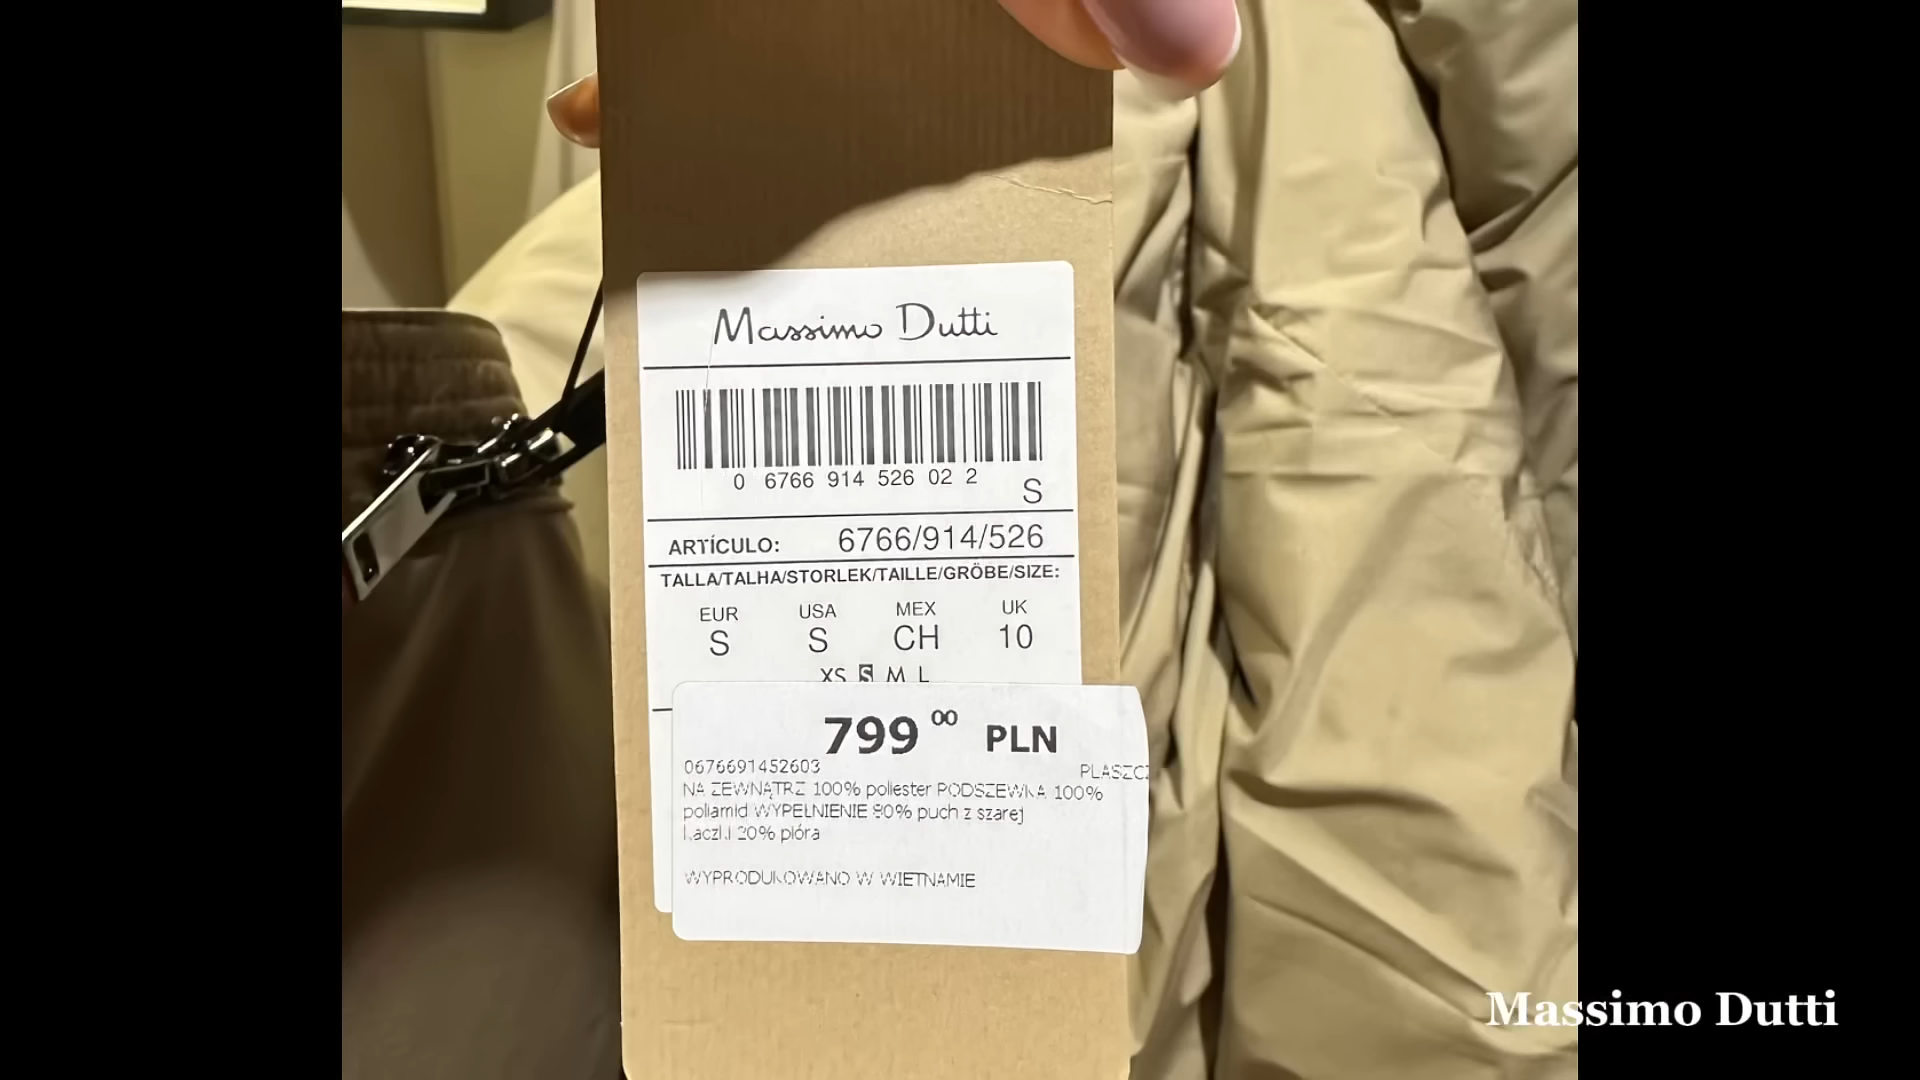 Massimo Dutti
0 6766 914 526 02 2
S
ARTÍCULO: 6766/914/526
TALLA/TALHA/STORLEK/TAILLE/GRÖBE/SIZE:
EUR USA MEX UK
S S CH 10
XS S M L
799 00 PLN
0676691452603 PLASZCZ
NA ZEWNĄTRZ 100% poliester PODSZEWKA 100%
poliamid WYPEŁNIENIE 80% puch z szarej
kaczki 20% pióra
WYPRODUKOWANO W WIETNAMIE
Massimo Dutti